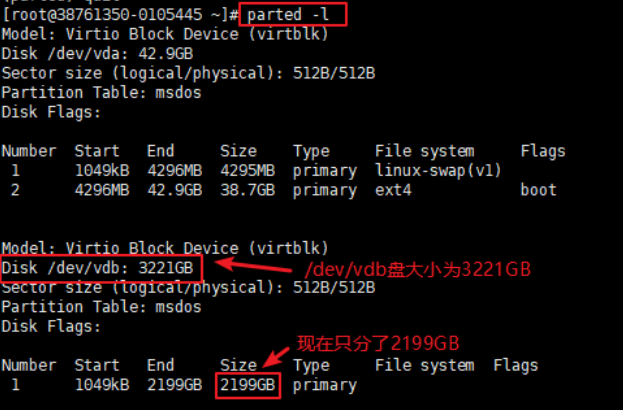 [root@38761350-0105445 ~]# parted -l
Model: Virtio Block Device (virtblk)
Disk /dev/vda: 42.9GB
Sector size (logical/physical): 512B/512B
Partition Table: msdos
Disk Flags:
Number Start End Size Type File system Flags
1 1049kB 4296MB 4295MB primary linux-swap(v1)
2 4296MB 42.9GB 38.7GB primary ext4 boot
Model: Virtio Block Device (virtblk)
Disk /dev/vdb: 3221GB
/dev/vdb盘大小为3221GB
Sector size (logical/physical): 512B/512B
Partition Table: msdos
Disk Flags:
现在只分了2199GB
Number Start End Size Type File system Flags
1 1049kB 2199GB 2199GB primary